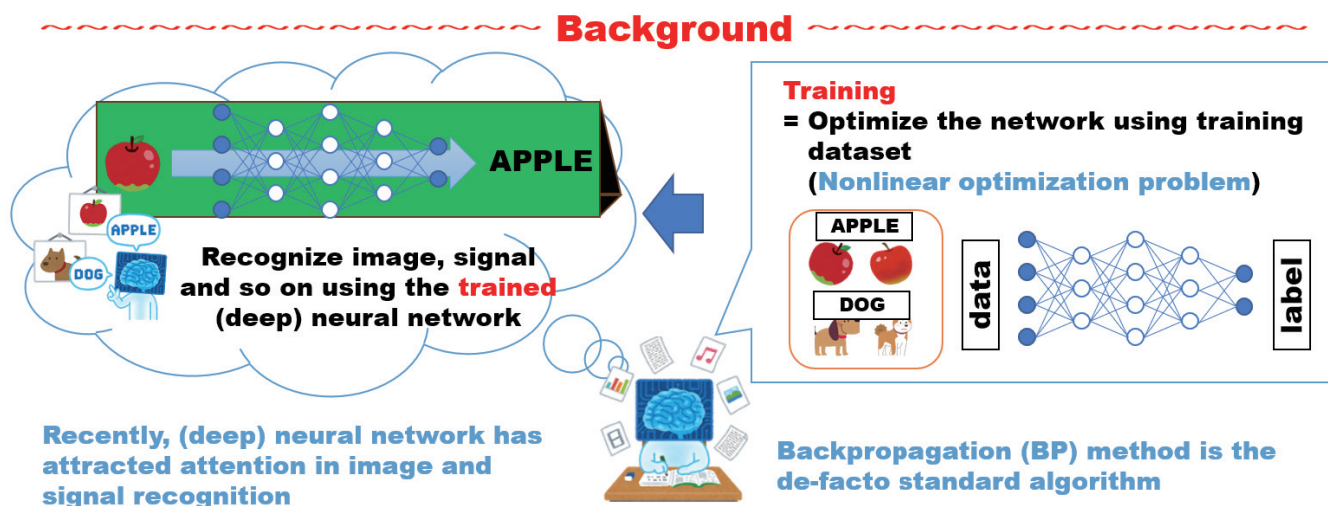 Background
APPLE
APPLE
DOG
Recognize image, signal
and so on using the trained
(deep) neural network
Recently, (deep) neural network has
attracted attention in image and
signal recognition
Training
= Optimize the network using training
dataset
(Nonlinear optimization problem)
APPLE
DOG
data
label
Backpropagation (BP) method is the
de-facto standard algorithm